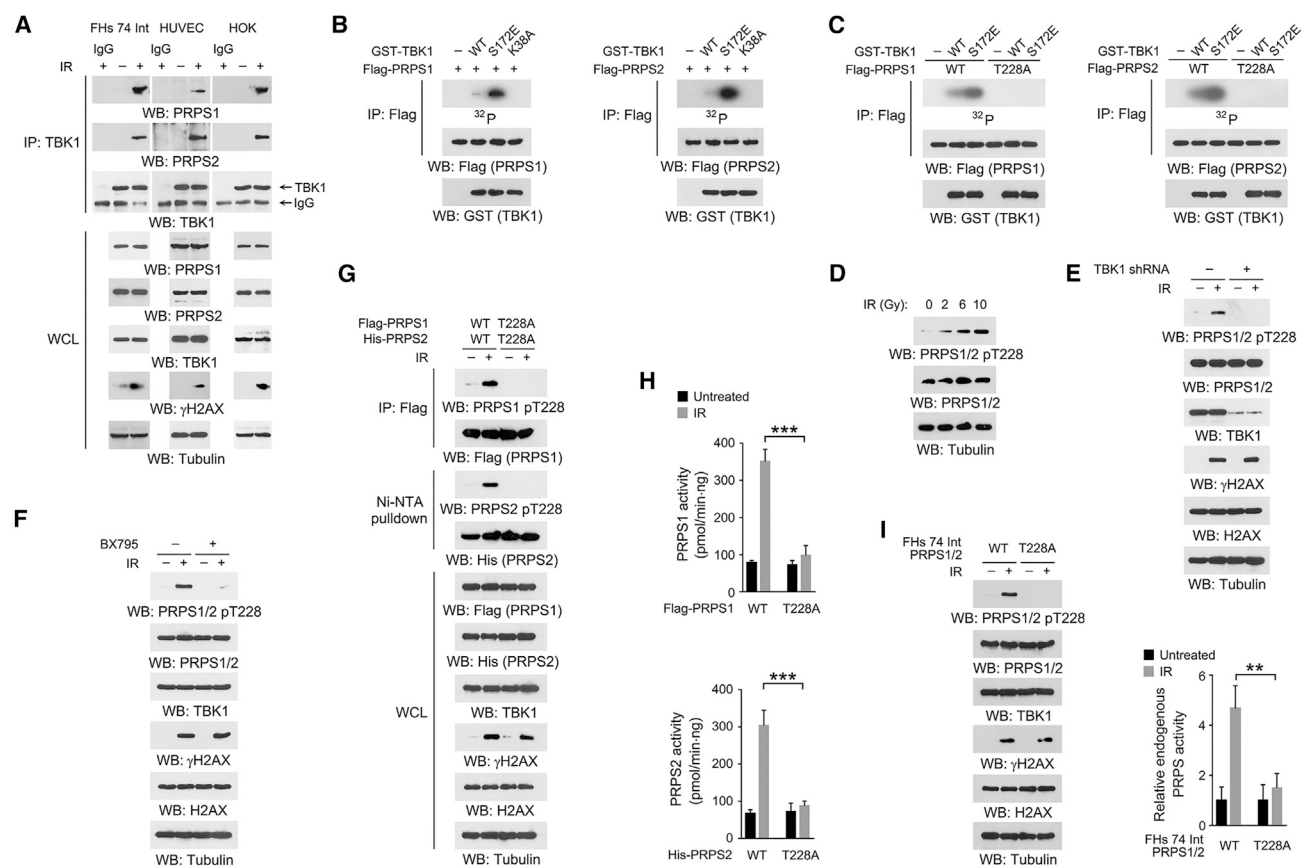 A
FHs 74 Int HUVEC HOK
IgG IgG IgG
IR + – + + – + + – +
WB: PRPS1
IP: TBK1
WB: PRPS2
←TBK1
←IgG
WB: TBK1
WB: PRPS1
WB: PRPS2
WCL
WB: TBK1
WB: γH2AX
WB: Tubulin
B
GST-TBK1 – WT S172E K38A
Flag-PRPS1 + + + +
IP: Flag
32P
WB: Flag (PRPS1)
WB: GST (TBK1)
GST-TBK1 – WT S172E K38A
Flag-PRPS2 + + + +
IP: Flag
32P
WB: Flag (PRPS2)
WB: GST (TBK1)
C
GST-TBK1 – WT S172E – WT S172E
Flag-PRPS1 WT T228A
IP: Flag
32P
WB: Flag (PRPS1)
WB: GST (TBK1)
GST-TBK1 – WT S172E – WT S172E
Flag-PRPS2 WT T228A
IP: Flag
32P
WB: Flag (PRPS2)
WB: GST (TBK1)
D
IR (Gy): 0 2 6 10
WB: PRPS1/2 pT228
WB: PRPS1/2
WB: Tubulin
E
TBK1 shRNA – +
IR – + – +
WB: PRPS1/2 pT228
WB: PRPS1/2
WB: TBK1
WB: γH2AX
WB: H2AX
WB: Tubulin
F
BX795 – +
IR – + – +
WB: PRPS1/2 pT228
WB: PRPS1/2
WB: TBK1
WB: γH2AX
WB: H2AX
WB: Tubulin
G
Flag-PRPS1 WT T228A
His-PRPS2 WT T228A
IR – + – +
IP: Flag
WB: PRPS1 pT228
WB: Flag (PRPS1)
Ni-NTA
pulldown
WB: PRPS2 pT228
WB: His (PRPS2)
WB: Flag (PRPS1)
WB: His (PRPS2)
WCL
WB: TBK1
WB: γH2AX
WB: H2AX
WB: Tubulin
H
Untreated
IR
***
400
300
200
100
0
PRPS1 activity
(pmol/min·ng)
Flag-PRPS1 WT T228A
***
400
300
200
100
0
PRPS2 activity
(pmol/min·ng)
His-PRPS2 WT T228A
I
FHs 74 Int
PRPS1/2 WT T228A
IR – + – +
WB: PRPS1/2 pT228
WB: PRPS1/2
WB: TBK1
WB: γH2AX
WB: H2AX
WB: Tubulin
Untreated
IR
**
6
4
2
0
Relative endogenous
PRPS activity
FHs 74 Int
PRPS1/2 WT T228A